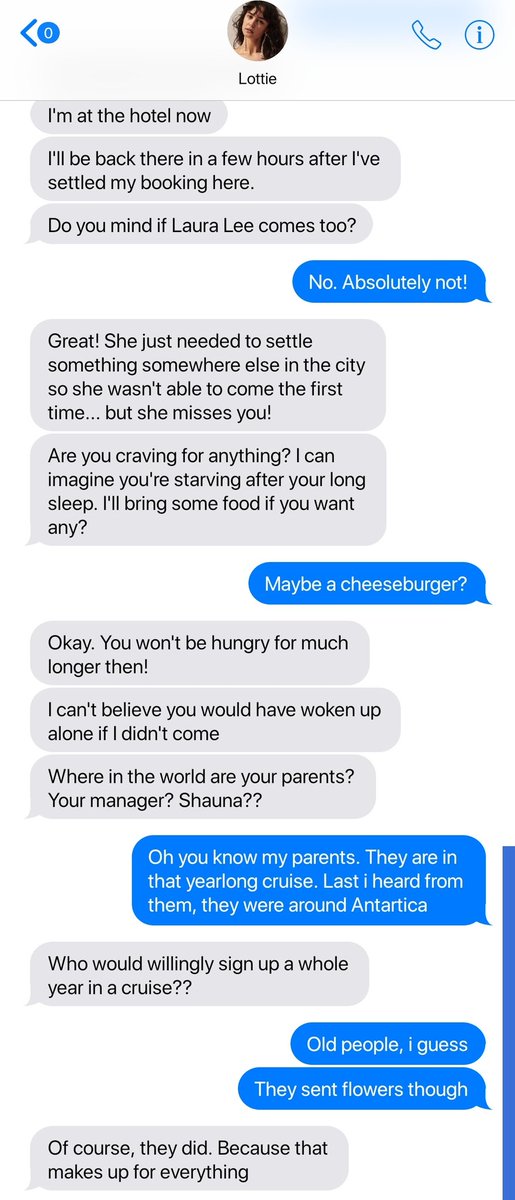 0
Lottie
I'm at the hotel now
I'll be back there in a few hours after I've
settled my booking here.
Do you mind if Laura Lee comes too?
No. Absolutely not!
Great! She just needed to settle
something somewhere else in the city
so she wasn't able to come the first
time... but she misses you!
Are you craving for anything? I can
imagine you're starving after your long
sleep. I'll bring some food if you want
any?
Maybe a cheeseburger?
Okay. You won't be hungry for much
longer then!
I can't believe you would have woken up
alone if I didn't come
Where in the world are your parents?
Your manager? Shauna??
Oh you know my parents. They are in
that yearlong cruise. Last i heard from
them, they were around Antartica
Who would willingly sign up a whole
year in a cruise??
Old people, i guess
They sent flowers though
Of course, they did. Because that
makes up for everything